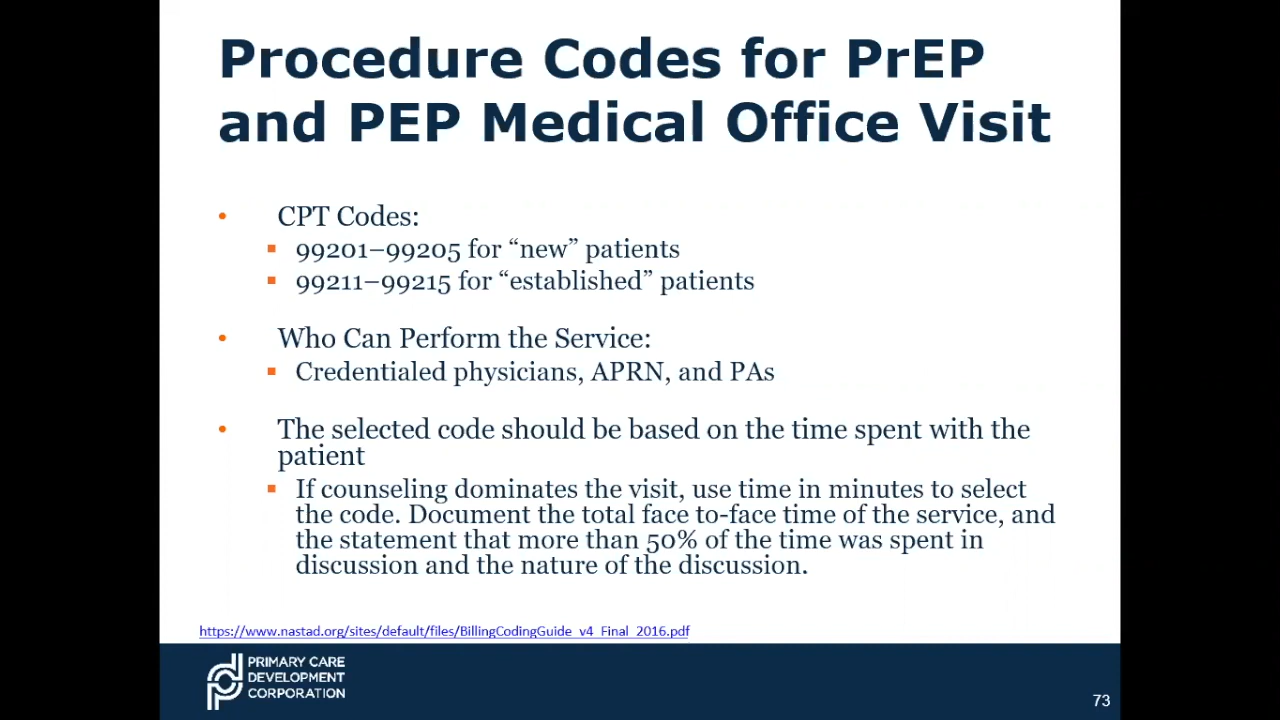 Procedure Codes for PrEP
and PEP Medical Office Visit
• CPT Codes:
▪ 99201–99205 for “new” patients
▪ 99211–99215 for “established” patients
• Who Can Perform the Service:
▪ Credentialed physicians, APRN, and PAs
• The selected code should be based on the time spent with the
patient
▪ If counseling dominates the visit, use time in minutes to select
the code. Document the total face to-face time of the service, and
the statement that more than 50% of the time was spent in
discussion and the nature of the discussion.
https://www.nastad.org/sites/default/files/BillingCodingGuide_v4_Final_2016.pdf
PRIMARY CARE
DEVELOPMENT
CORPORATION
73